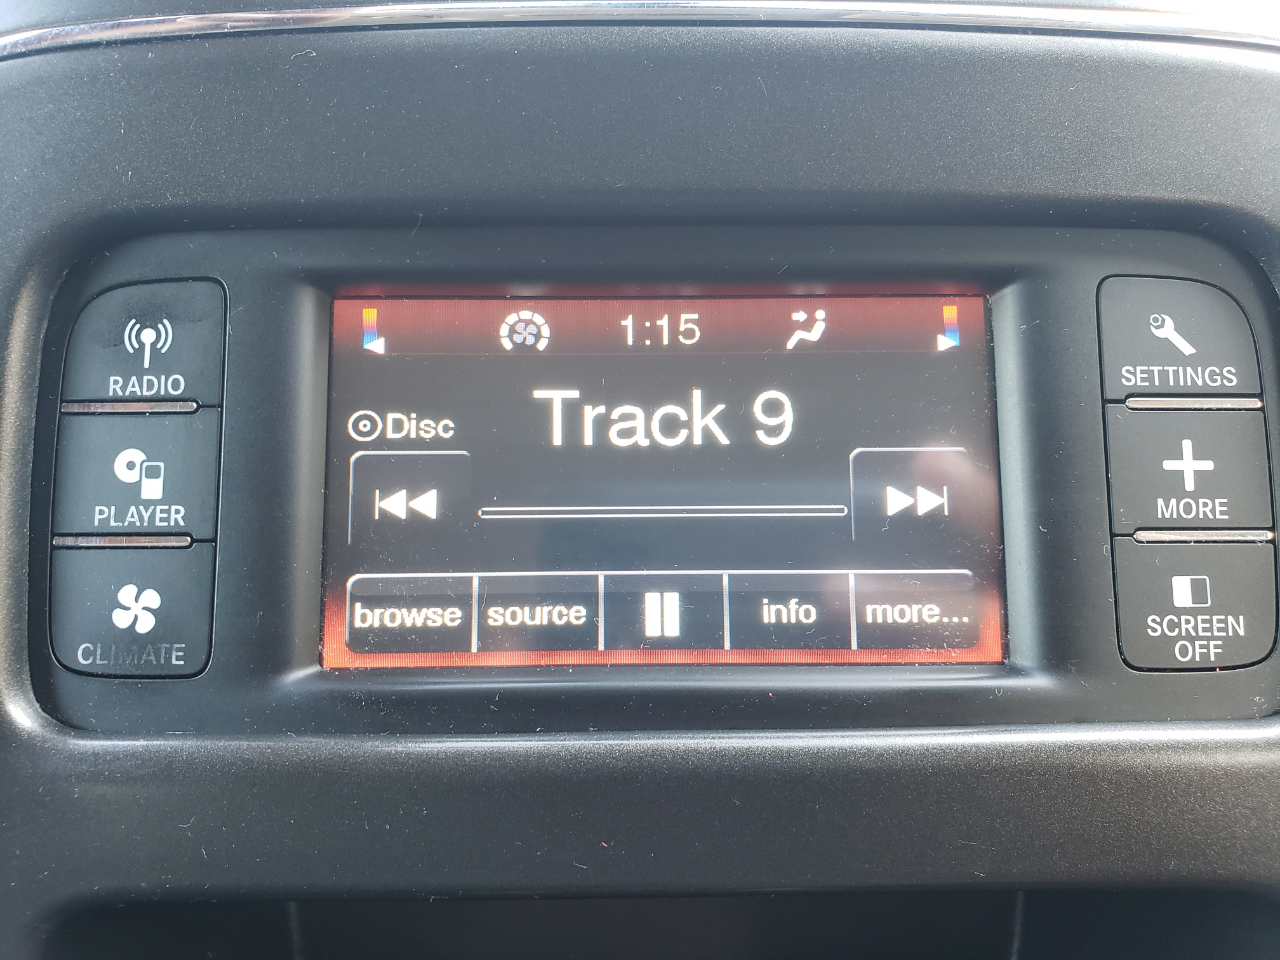 RADIO
PLAYER
CLIMATE
1:15
Disc
Track 9
browse
source
info
more...
SETTINGS
MORE
SCREEN
OFF